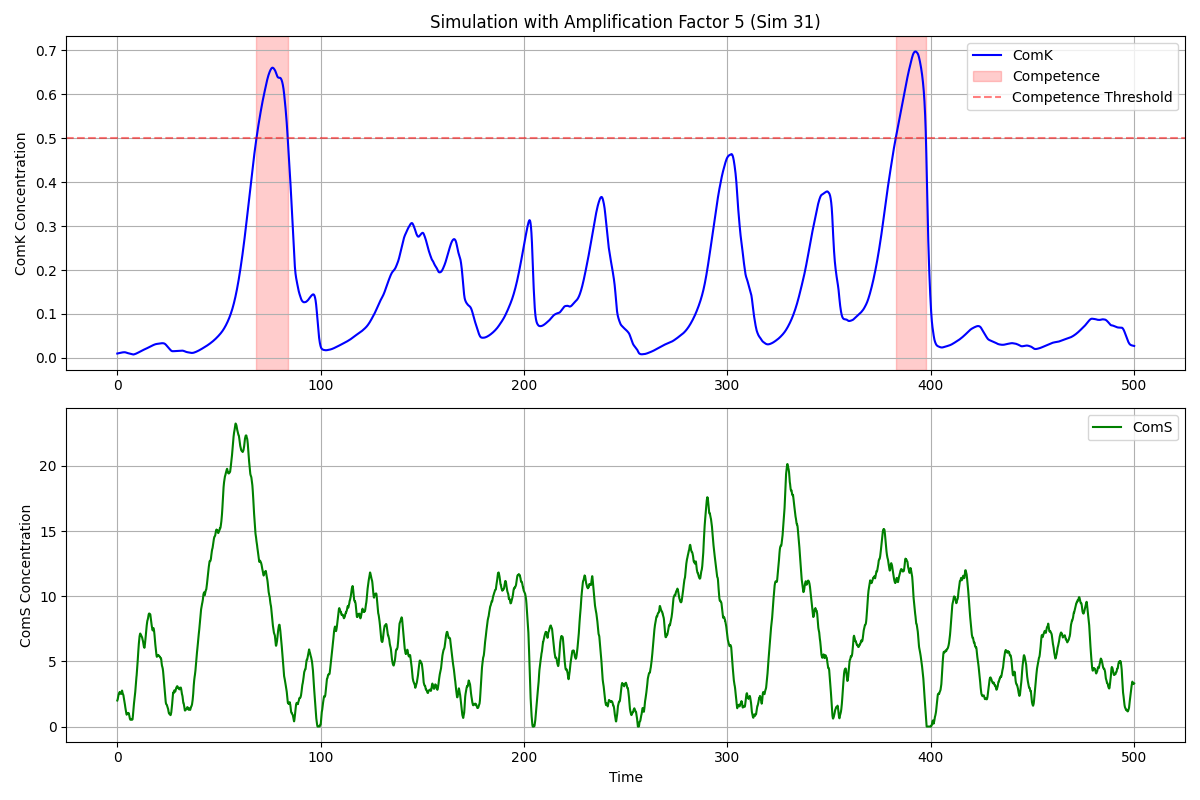 Simulation with Amplification Factor 5 (Sim 31)
ComK Concentration
0.7
0.6
0.5
0.4
0.3
0.2
0.1
0.0
ComK
Competence
Competence Threshold
0 100 200 300 400 500
ComS Concentration
20
15
10
5
0
ComS
0 100 200 300 400 500
Time